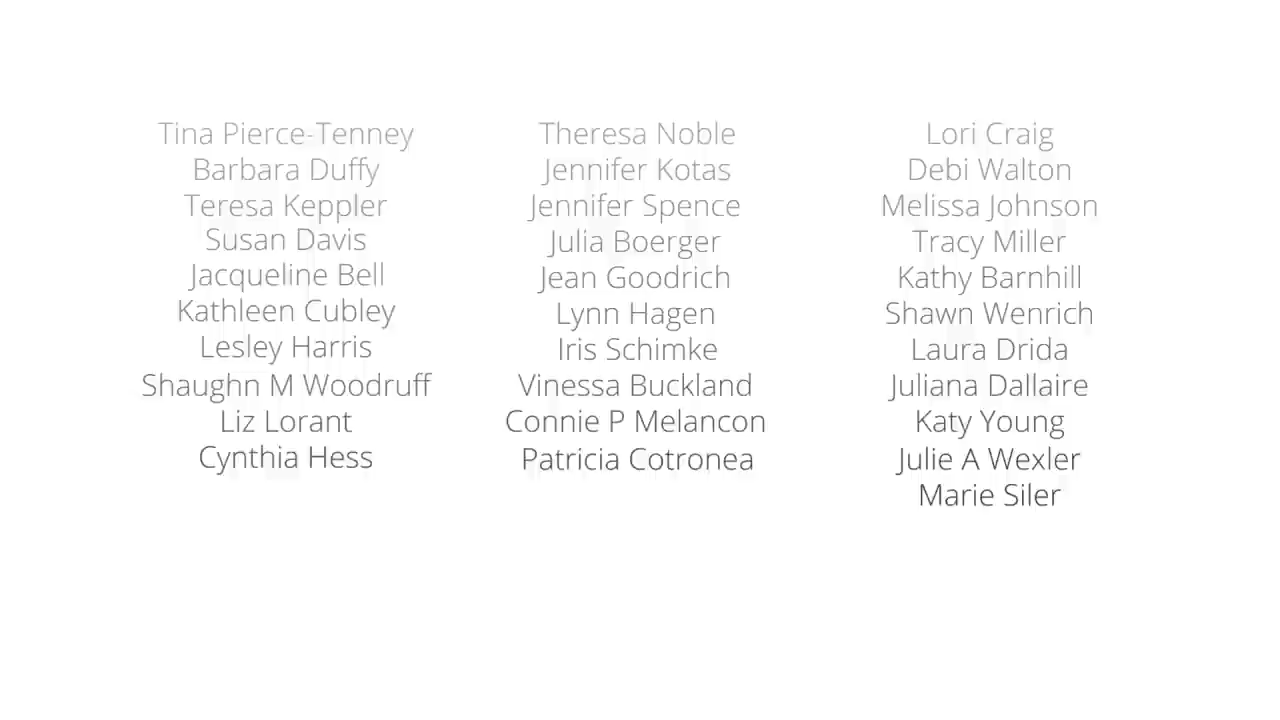 Tina Pierce-Tenney
Barbara Duffy
Teresa Keppler
Susan Davis
Jacqueline Bell
Kathleen Cubley
Lesley Harris
Shaughn M Woodruff
Liz Lorant
Cynthia Hess
Theresa Noble
Jennifer Kotas
Jennifer Spence
Julia Boerger
Jean Goodrich
Lynn Hagen
Iris Schimke
Vinessa Buckland
Connie P Melancon
Patricia Cotronea
Lori Craig
Debi Walton
Melissa Johnson
Tracy Miller
Kathy Barnhill
Shawn Wenrich
Laura Drida
Juliana Dallaire
Katy Young
Julie A Wexler
Marie Siler